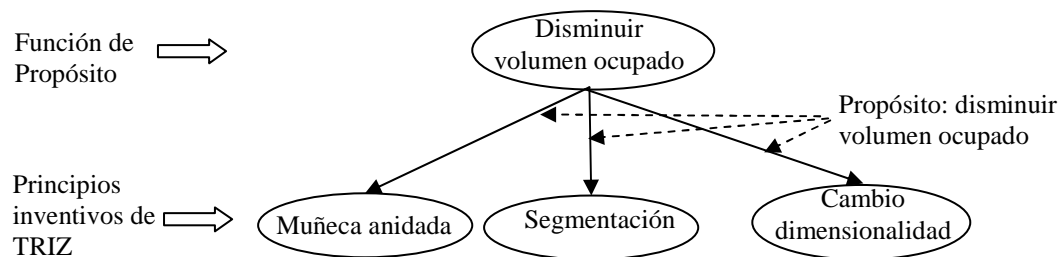 Función de
Propósito
Disminuir
volumen ocupado
Propósito: disminuir
volumen ocupado
Principios
inventivos de
TRIZ
Muñeca anidada
Segmentación
Cambio
dimensionalidad